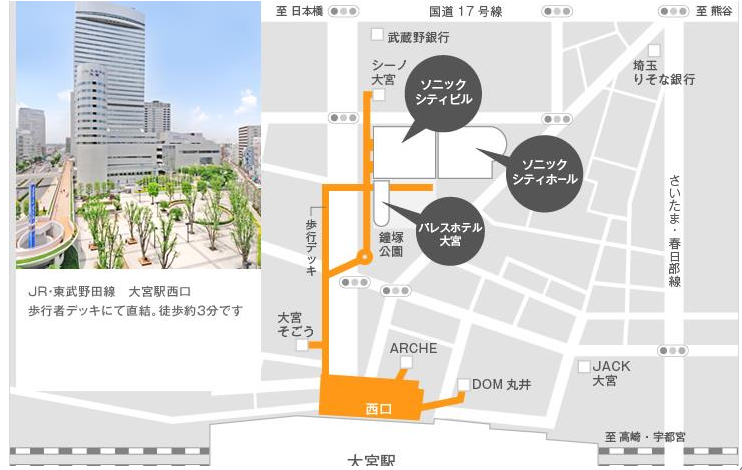 至 日本橋
国道 17 号線
至 熊谷
武蔵野銀行
シーノ
大宮
ソニック
シティビル
埼玉
りそな銀行
ソニック
シティホール
さいたま・春日部線
歩行デッキ
鐘塚
公園
パレスホテル
大宮
JR・東武野田線 大宮駅西口
歩行者デッキにて直結。徒歩約3分です
大宮
そごう
ARCHE
JACK
大宮
DOM 丸井
西口
至 高崎・宇都宮
大宮駅